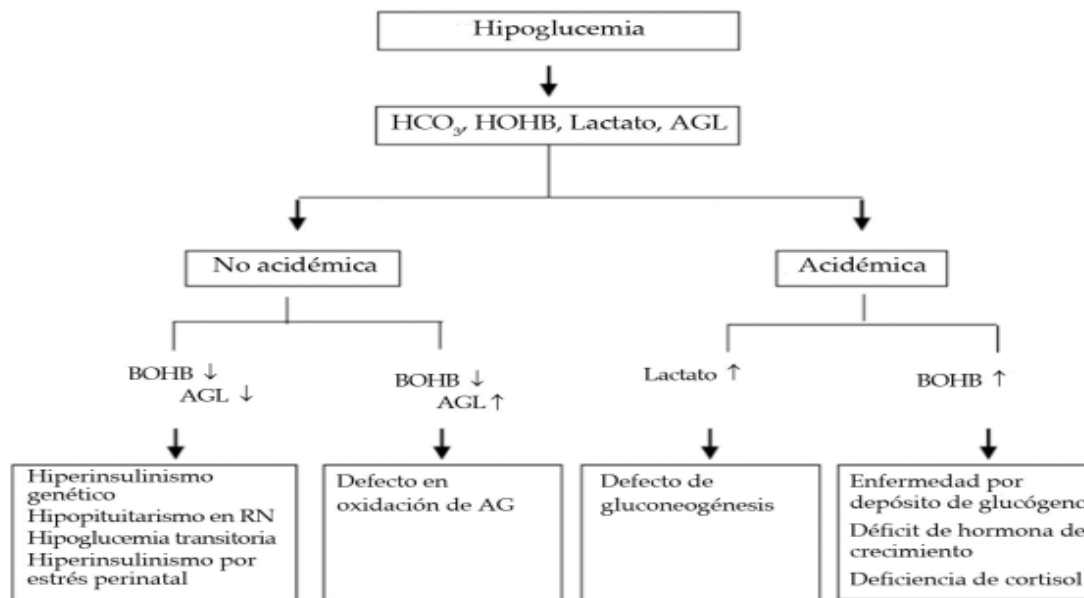 Hipoglucemia
HCO3, HOHB, Lactato, AGL
No acidémica
Acidémica
BOHB ↓
AGL ↓
BOHB ↓
AGL ↑
Lactato ↑
BOHB ↑
Hiperinsulinismo
genético
Hipopituitarismo en RN
Hipoglucemia transitoria
Hiperinsulinismo por
estrés perinatal
Defecto en
oxidación de AG
Defecto de
gluconeogénesis
Enfermedad por
depósito de glucógeno
Déficit de hormona de
crecimiento
Deficiencia de cortisol